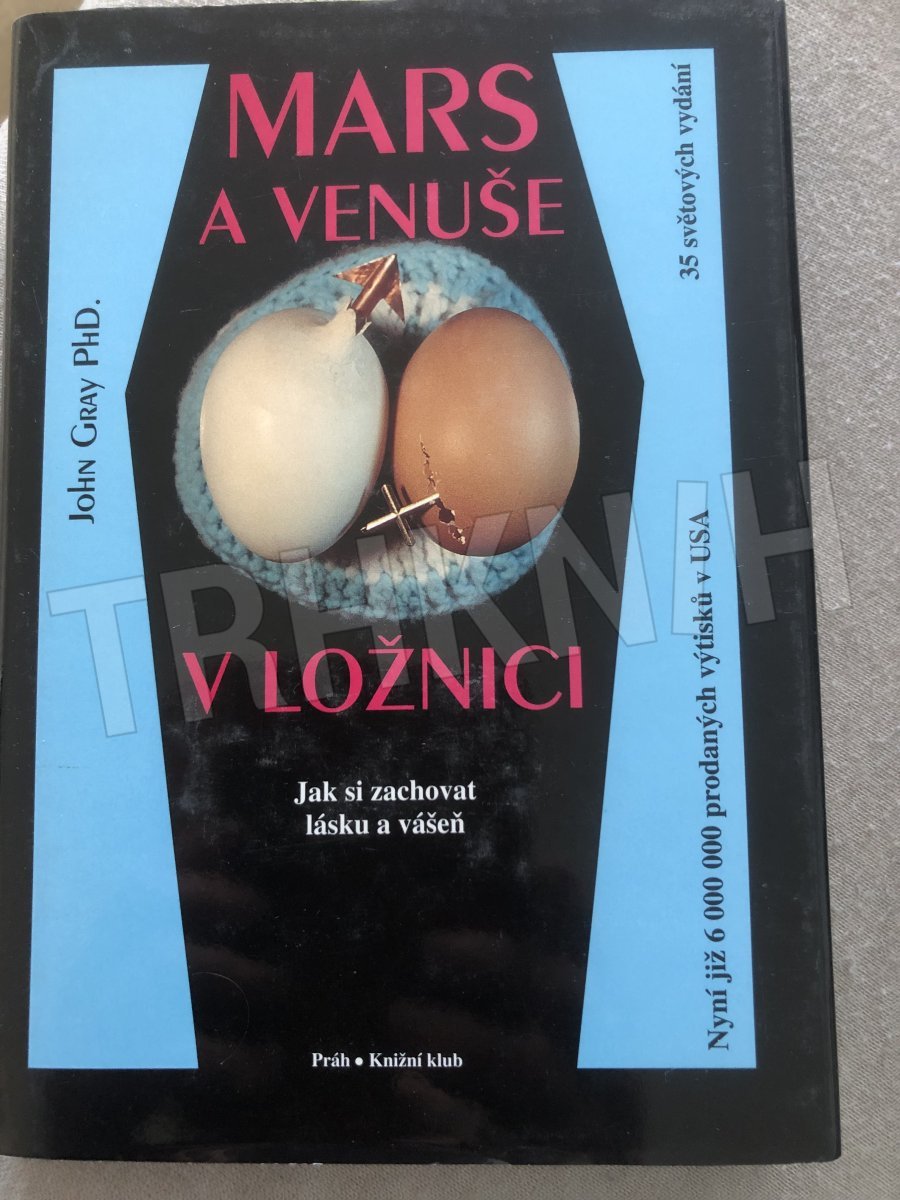 MARS
A VENUŠE
John Gray PhD.
35 světových vydání
Nyní již 6 000 000 prodaných výtisků v USA
V LOŽNICI
Jak si zachovat
lásku a vášeň
Práh • Knižní klub
TRHKNIH